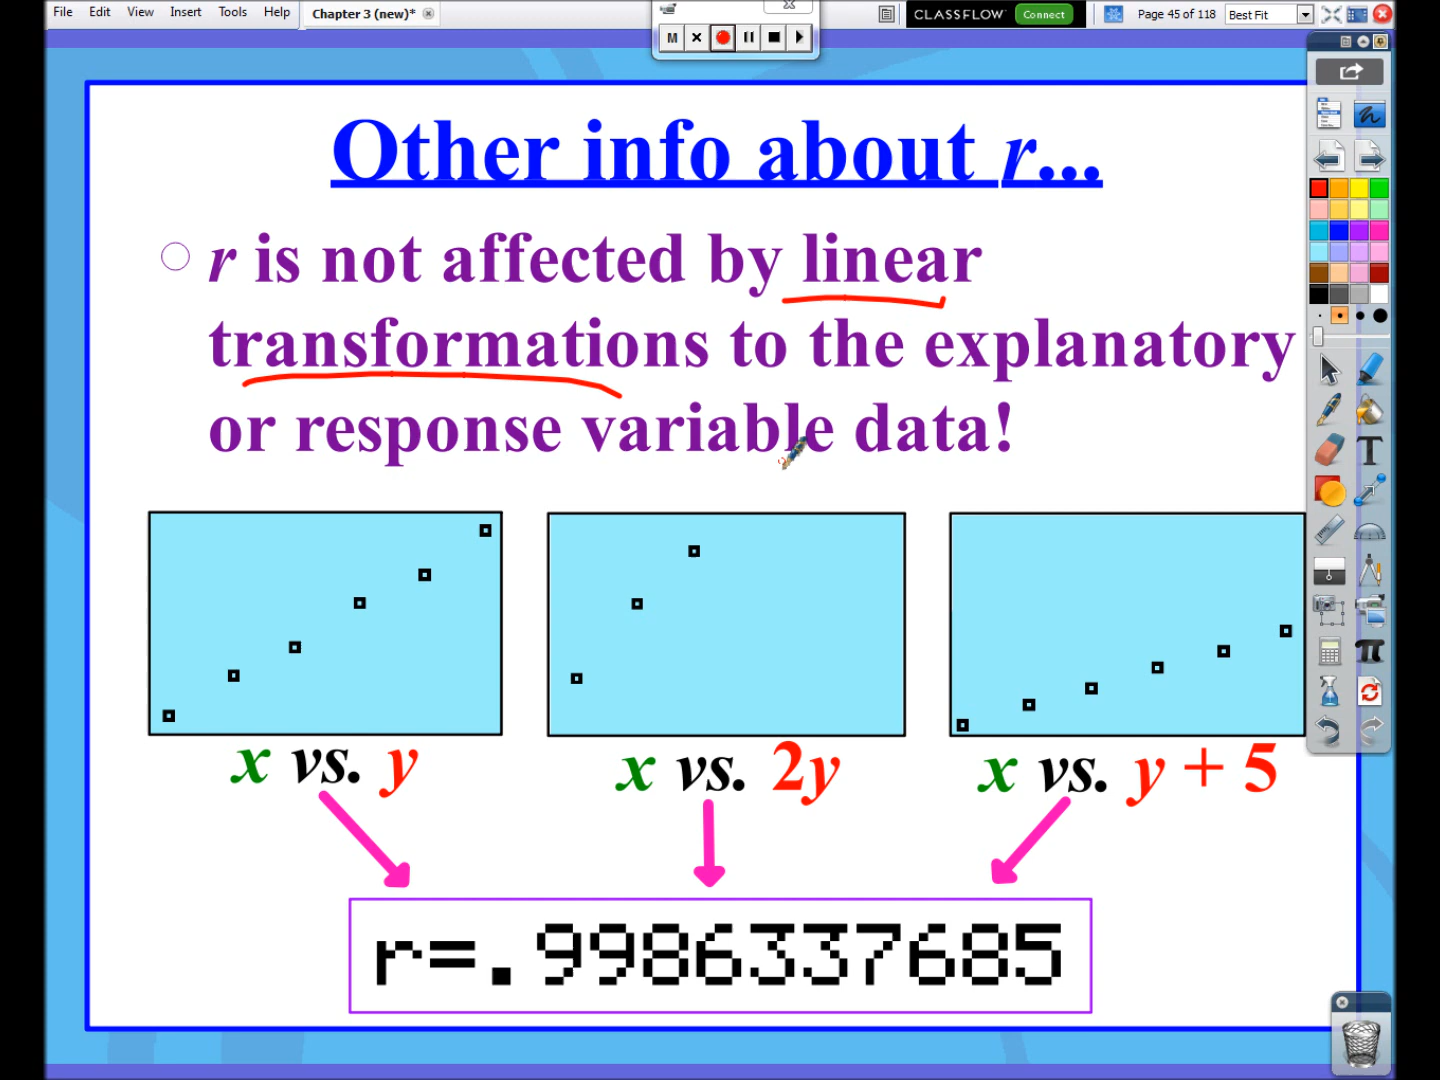 File Edit View Insert Tools Help Chapter 3 (new)* CLASSFLOW Connect Page 45 of 118 Best Fit
M
Other info about r...
r is not affected by linear
transformations to the explanatory
or response variable data!
x vs. y
x vs. 2y
x vs. y + 5
r=.9986337685